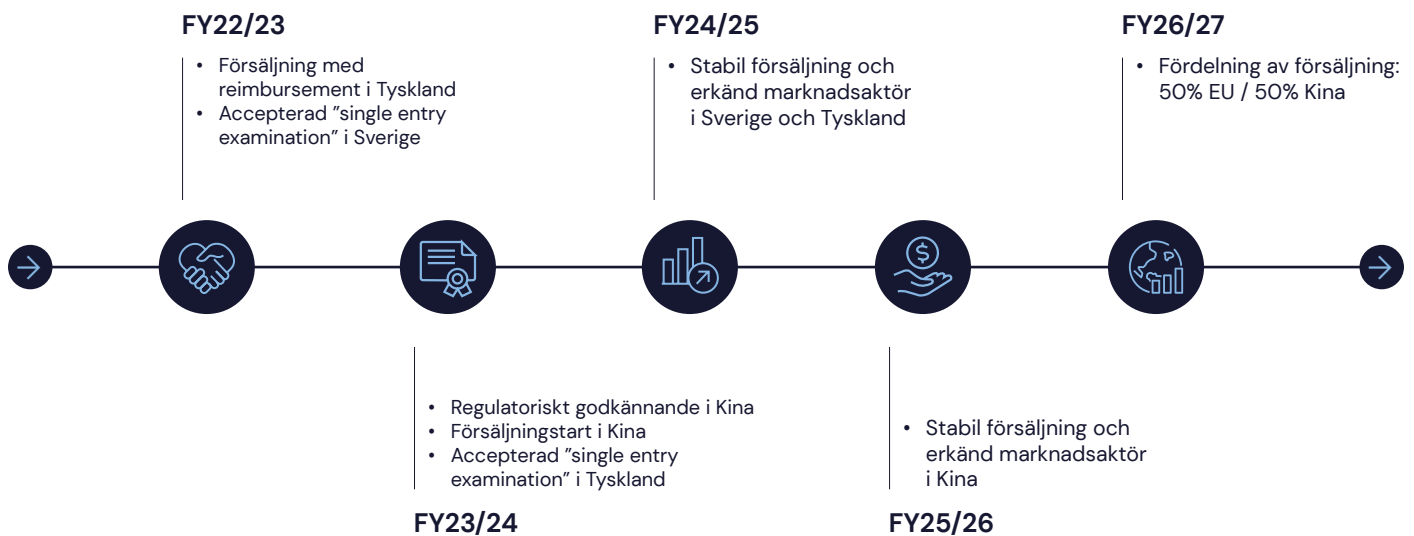 FY22/23
• Försäljning med
reimbursement i Tyskland
• Accepterad ”single entry
examination” i Sverige
FY24/25
• Stabil försäljning och
erkänd marknadsaktör
i Sverige och Tyskland
FY26/27
• Fördelning av försäljning:
50% EU / 50% Kina
$
• Regulatoriskt godkännande i Kina
• Försäljningstart i Kina
• Accepterad ”single entry
examination” i Tyskland
FY23/24
• Stabil försäljning och
erkänd marknadsaktör
i Kina
FY25/26